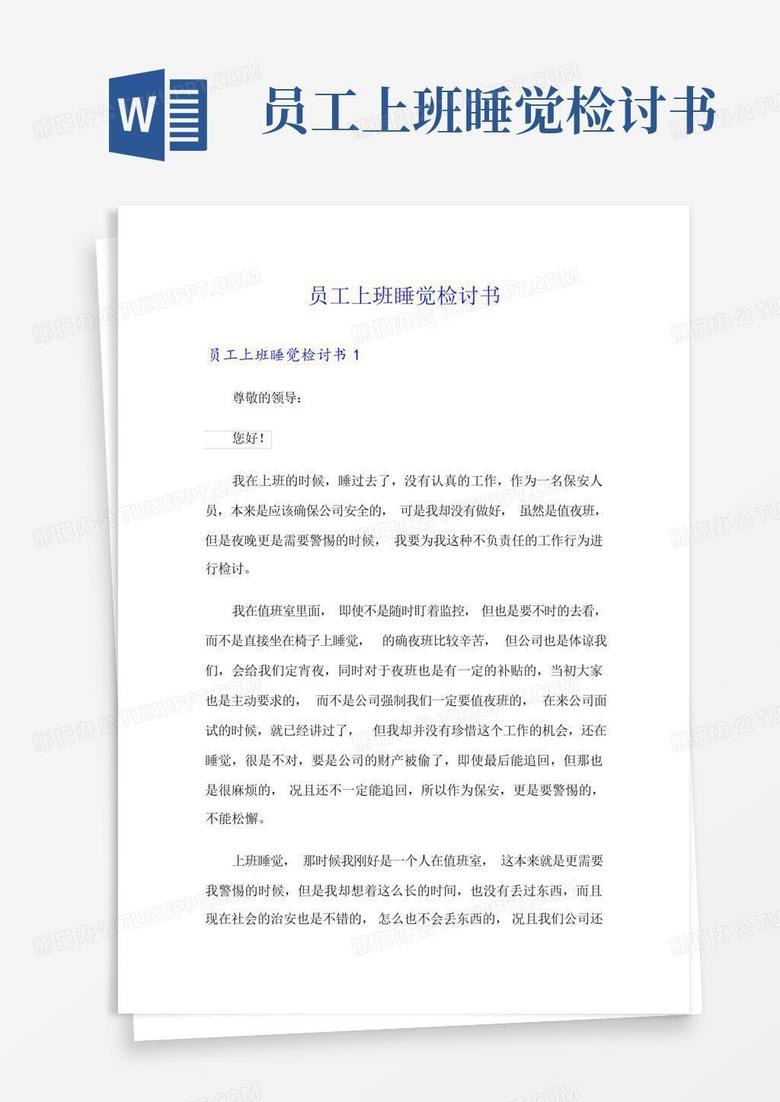 W
员工上班睡觉检讨书
员工上班睡觉检讨书
员工上班睡觉检讨书 1
尊敬的领导：
您好！
我在上班的时候，睡过去了，没有认真的工作，作为一名保安人
员，本来是应该确保公司安全的， 可是我却没有做好， 虽然是值夜班，
但是夜晚更是需要警惕的时候， 我要为我这种不负责任的工作行为进
行检讨。
我在值班室里面， 即使不是随时盯着监控， 但也是要不时的去看，
而不是直接坐在椅子上睡觉， 的确夜班比较辛苦， 但公司也是体谅我
们，会给我们定宵夜，同时对于夜班也是有一定的补贴的，当初大家
也是主动要求的， 而不是公司强制我们一定要值夜班的， 在来公司面
试的时候，就已经讲过了， 但我却并没有珍惜这个工作的机会，还在
睡觉，很是不对，要是公司的财产被偷了，即使最后能追回，但那也
是很麻烦的， 况且还不一定能追回，所以作为保安，更是要警惕的，
不能松懈。
上班睡觉， 那时候我刚好是一个人在值班室， 这本来就是更需要
我警惕的时候，但是我却想着这么长的时间，也没有丢过东西，而且
现在社会的治安也是不错的， 怎么也不会丢东西的， 况且我们公司还